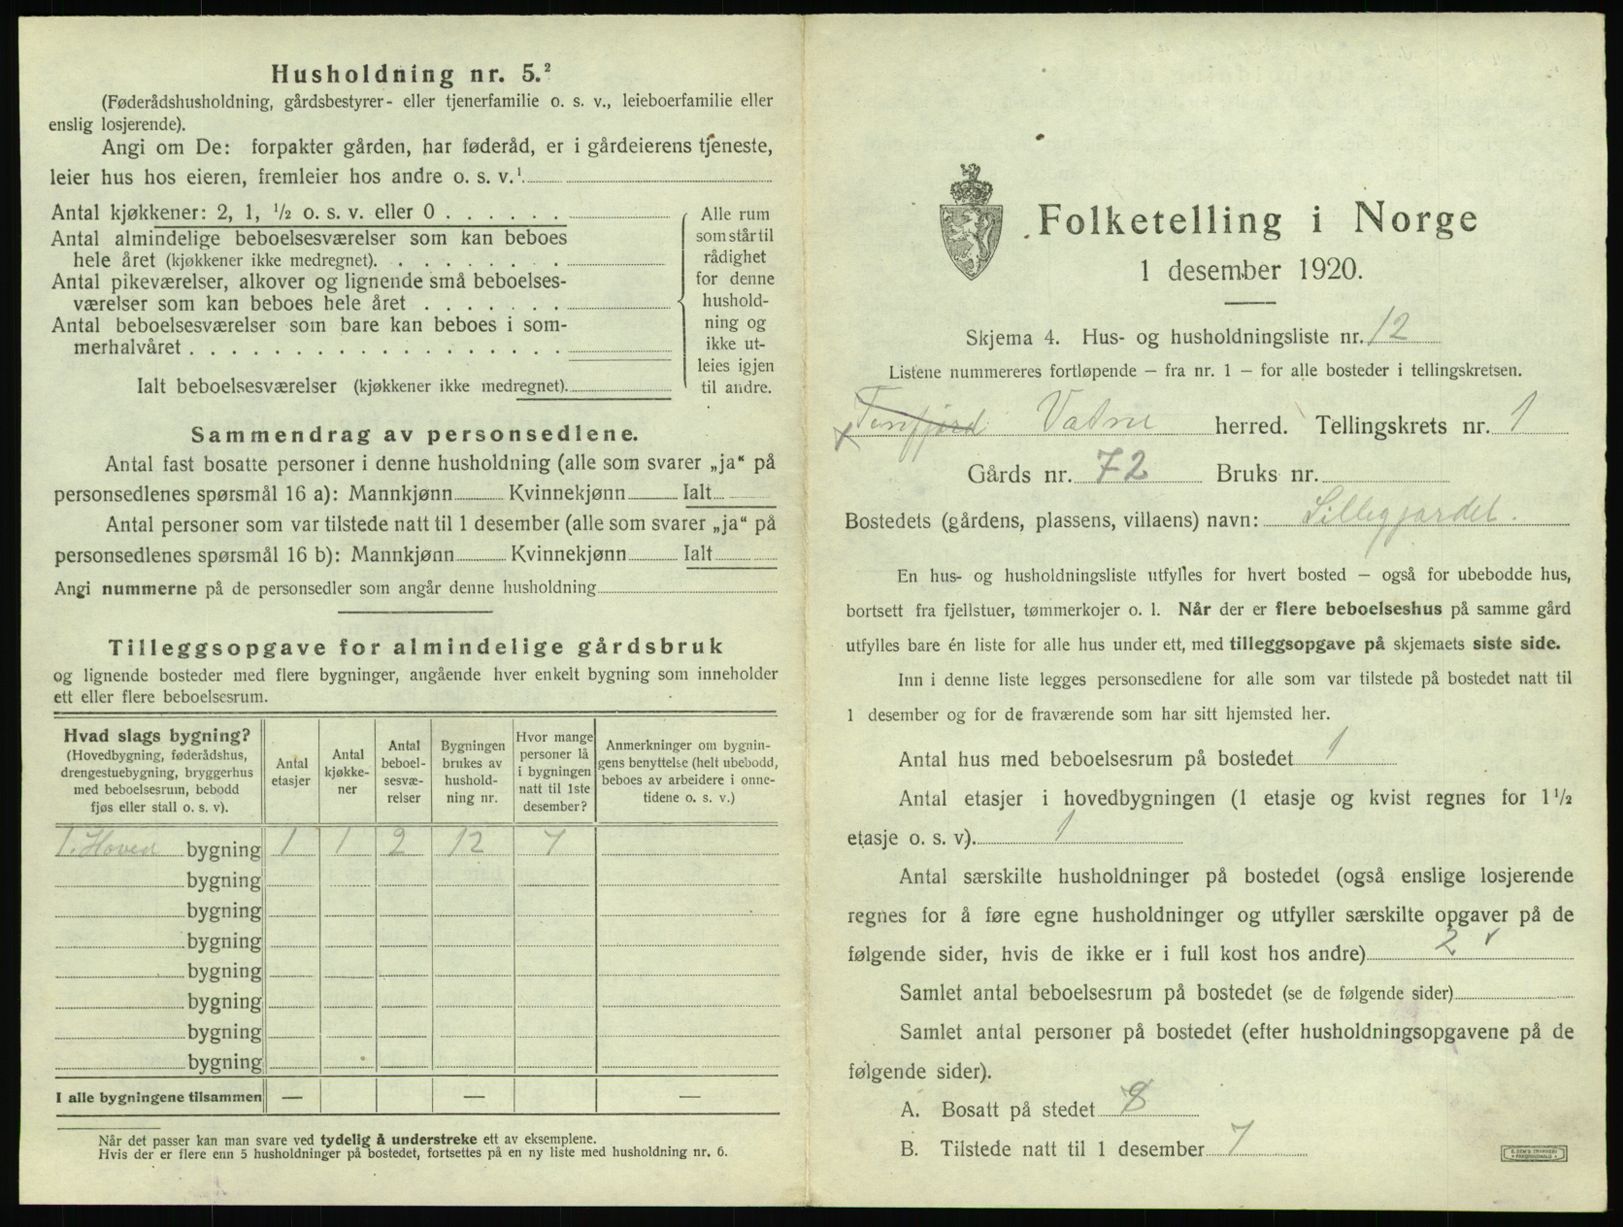 Husholdning nr. 5.²
(Føderådshusholdning, gårdsbestyrer- eller tjenerfamilie o. s. v., leieboerfamilie eller
enslig losjerende).
Angi om De: forpakter gården, har føderåd, er i gårdeierens tjeneste,
leier hus hos eieren, fremleier hos andre o. s. v.¹
Antal kjøkkener: 2, 1, ½ o. s. v. eller 0
Antal almindelige beboelsesværelser som kan beboes
hele året (kjøkkener ikke medregnet).
Antal pikeværelser, alkover og lignende små beboelses-
værelser som kan beboes hele året
Antal beboelsesværelser som bare kan beboes i som-
merhalvåret
Ialt beboelsesværelser (kjøkkener ikke medregnet).
Alle rum
som står til
rådighet
for denne
hushold-
ning og
ikke ut-
leies igjen
til andre.
Sammendrag av personsedlene.
Antal fast bosatte personer i denne husholdning (alle som svarer „ja“ på
personsedlenes spørsmål 16 a): Mannkjønn Kvinnekjønn Ialt
Antal personer som var tilstede natt til 1 desember (alle som svarer „ja“ på
personsedlenes spørsmål 16 b): Mannkjønn Kvinnekjønn Ialt
Angi nummerne på de personsedler som angår denne husholdning
Tilleggsopgave for almindelige gårdsbruk
og lignende bosteder med flere bygninger, angående hver enkelt bygning som inneholder
ett eller flere beboelsesrum.
Hvad slags bygning?
(Hovedbygning, føderådshus,
drengestuebygning, bryggerhus
med beboelsesrum, bebodd
fjøs eller stall o. s. v).
Antal
etasjer
Antal
kjøkke-
ner
Antal
beboel-
sesvæ-
relser
Bygningen
brukes av
hushold-
ning nr.
Hvor mange
personer lå
i bygningen
natt til 1ste
desember?
Anmerkninger om bygnin-
gens benyttelse (helt ubebodd,
beboes av arbeidere i onne-
tidene o. s. v.)
1. Hoved bygning 1 1 2 12 7
bygning
bygning
bygning
bygning
bygning
bygning
bygning
I alle bygningene tilsammen — — —
Når det passer kan man svare ved tydelig å understreke ett av eksemplene.
Hvis der er flere enn 5 husholdninger på bostedet, fortsettes på en ny liste med husholdning nr. 6.
Folketelling i Norge
1 desember 1920.
Skjema 4. Hus- og husholdningsliste nr. 12
Listene nummereres fortløpende — fra nr. 1 — for alle bosteder i tellingskretsen.
Tennfjord Vatne herred. Tellingskrets nr. 1
Gårds nr. 72 Bruks nr.
Bostedets (gårdens, plassens, villaens) navn: Lillegjardet.
En hus- og husholdningsliste utfylles for hvert bosted — også for ubebodde hus,
bortsett fra fjellstuer, tømmerkojer o. l. Når der er flere beboelseshus på samme gård
utfylles bare én liste for alle hus under ett, med tilleggsopgave på skjemaets siste side.
Inn i denne liste legges personsedlene for alle som var tilstede på bostedet natt til
1 desember og for de fraværende som har sitt hjemsted her.
Antal hus med beboelsesrum på bostedet 1
Antal etasjer i hovedbygningen (1 etasje og kvist regnes for 1½
etasje o. s. v). 1
Antal særskilte husholdninger på bostedet (også enslige losjerende
regnes for å føre egne husholdninger og utfyller særskilte opgaver på de
følgende sider, hvis de ikke er i full kost hos andre) 2
Samlet antal beboelsesrum på bostedet (se de følgende sider)
Samlet antal personer på bostedet (efter husholdningsopgavene på de
følgende sider).
A. Bosatt på stedet 8
B. Tilstede natt til 1 desember 7